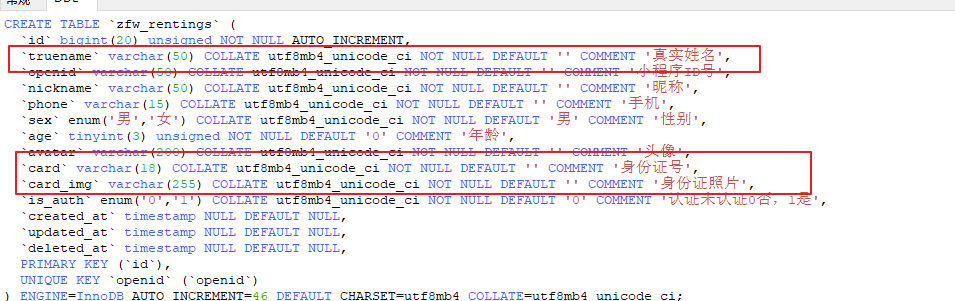 常规 DDL
CREATE TABLE `zfw_rentings` (
`id` bigint(20) unsigned NOT NULL AUTO_INCREMENT,
`truename` varchar(50) COLLATE utf8mb4_unicode_ci NOT NULL DEFAULT '' COMMENT '真实姓名',
`openid` varchar(50) COLLATE utf8mb4_unicode_ci NOT NULL DEFAULT '' COMMENT '小程序ID号',
`nickname` varchar(50) COLLATE utf8mb4_unicode_ci NOT NULL DEFAULT '' COMMENT '昵称',
`phone` varchar(15) COLLATE utf8mb4_unicode_ci NOT NULL DEFAULT '' COMMENT '手机',
`sex` enum('男','女') COLLATE utf8mb4_unicode_ci NOT NULL DEFAULT '男' COMMENT '性别',
`age` tinyint(3) unsigned NOT NULL DEFAULT '0' COMMENT '年龄',
`avatar` varchar(200) COLLATE utf8mb4_unicode_ci NOT NULL DEFAULT '' COMMENT '头像',
`card` varchar(18) COLLATE utf8mb4_unicode_ci NOT NULL DEFAULT '' COMMENT '身份证号',
`card_img` varchar(255) COLLATE utf8mb4_unicode_ci NOT NULL DEFAULT '' COMMENT '身份证照片',
`is_auth` enum('0','1') COLLATE utf8mb4_unicode_ci NOT NULL DEFAULT '0' COMMENT '认证未认证0否，1是',
`created_at` timestamp NULL DEFAULT NULL,
`updated_at` timestamp NULL DEFAULT NULL,
`deleted_at` timestamp NULL DEFAULT NULL,
PRIMARY KEY (`id`),
UNIQUE KEY `openid` (`openid`)
) ENGINE=InnoDB AUTO_INCREMENT=46 DEFAULT CHARSET=utf8mb4 COLLATE=utf8mb4_unicode_ci;